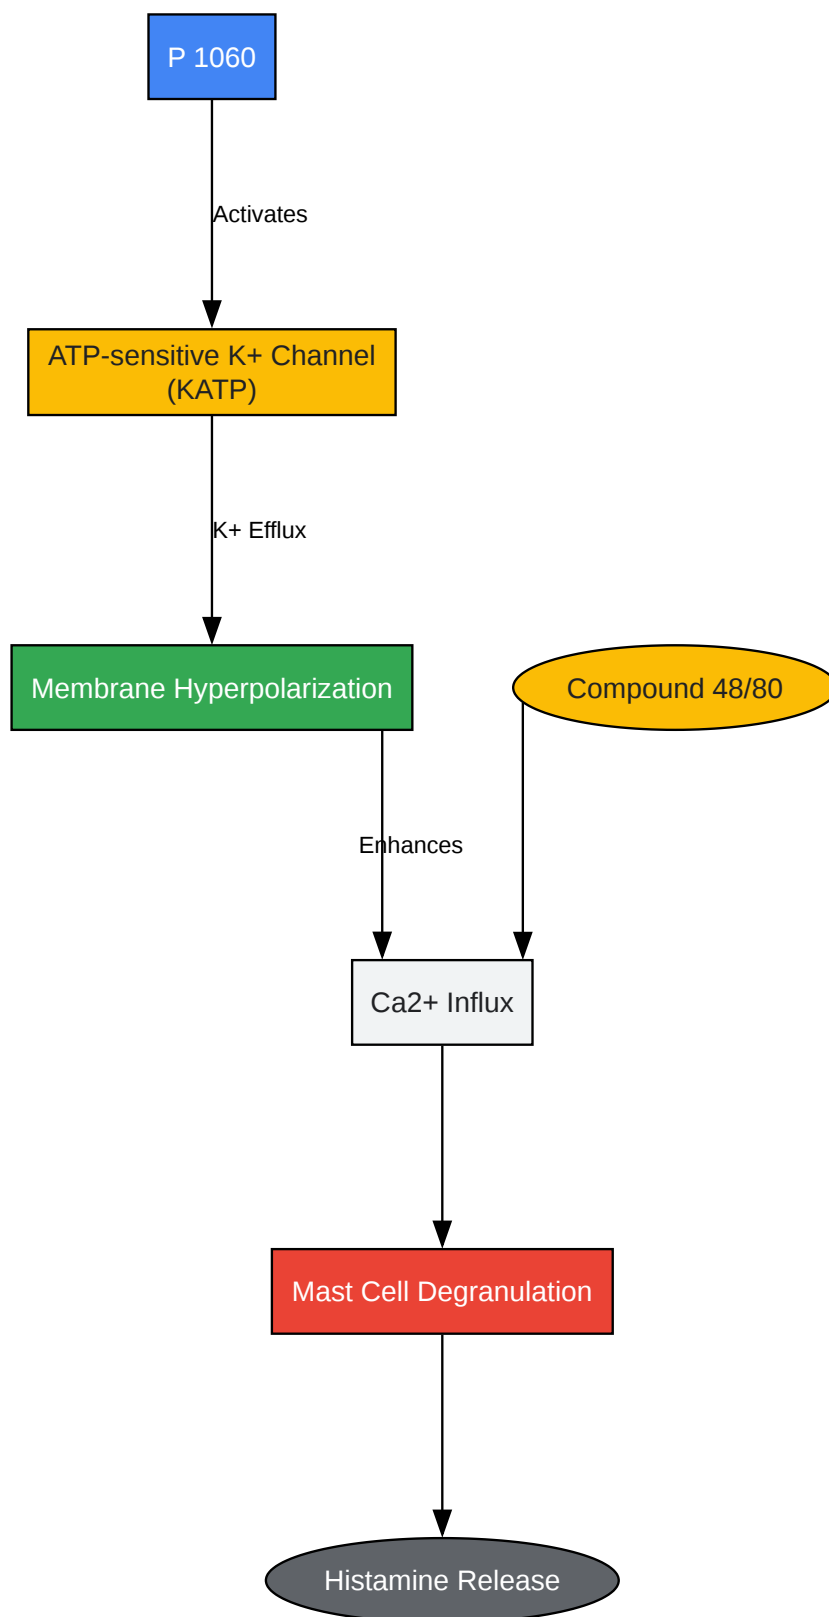 P 1060
Activates
ATP-sensitive K+ Channel
(KATP)
K+ Efflux
Membrane Hyperpolarization
Compound 48/80
Enhances
Ca2+ Influx
Mast Cell Degranulation
Histamine Release